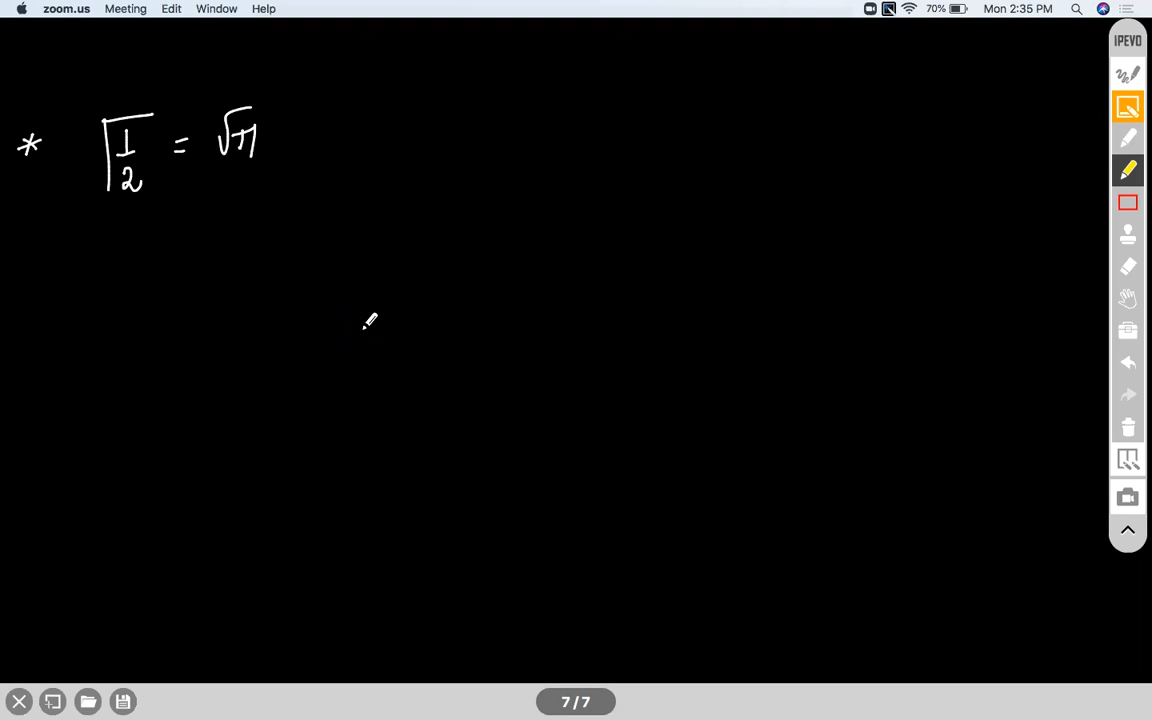 zoom.us Meeting Edit Window Help 70% Mon 2:35 PM
IPEVO
* Γ1/2 = √π
7/7